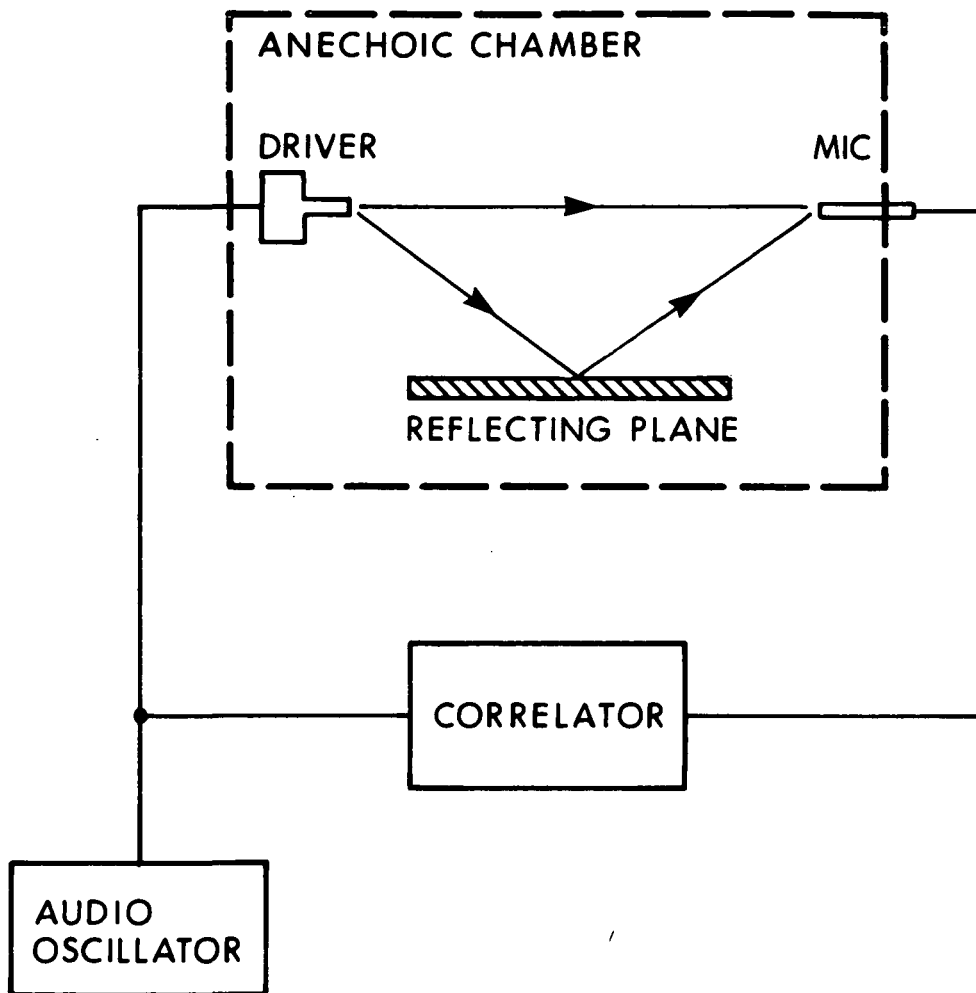 ANECHOIC CHAMBER
DRIVER
MIC
REFLECTING PLANE
CORRELATOR
AUDIO
OSCILLATOR